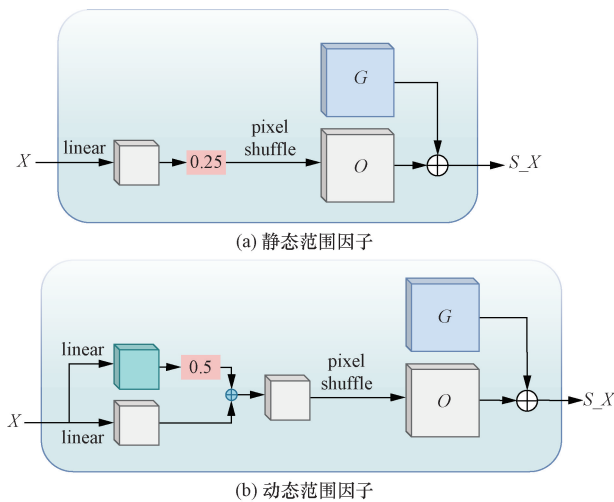 G
pixel
shuffle
X
linear
0.25
O
S_X
(a) 静态范围因子
G
linear
0.5
pixel
shuffle
X
linear
O
S_X
(b) 动态范围因子